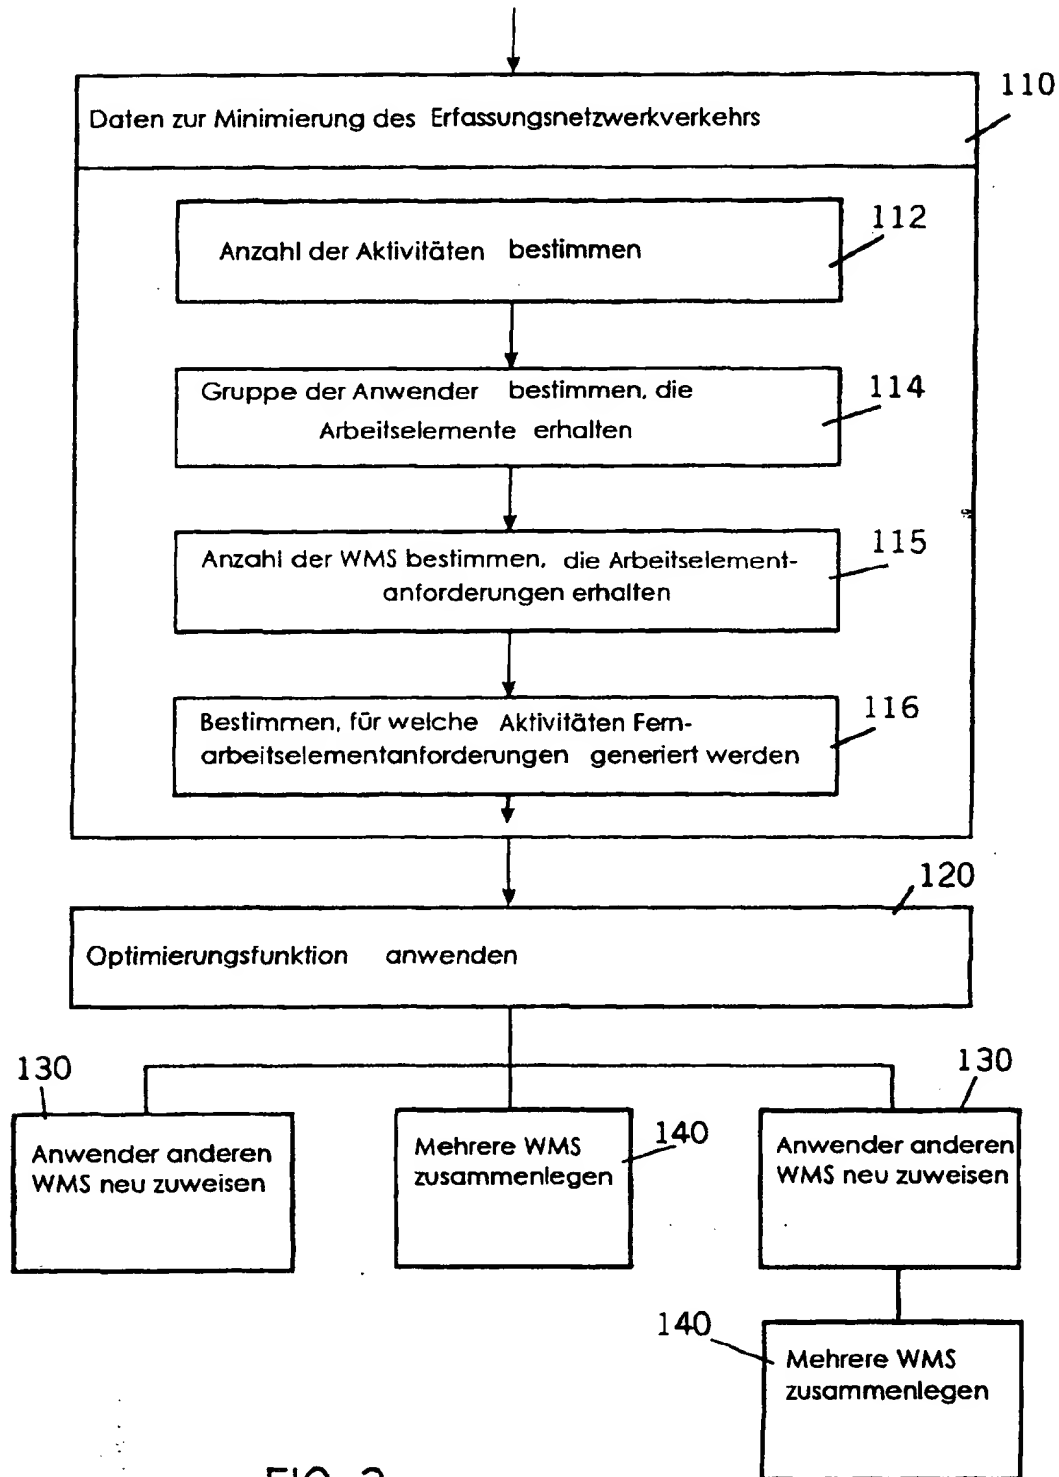 110
Daten zur Minimierung des Erfassungsnetzwerkverkehrs
112
Anzahl der Aktivitäten bestimmen
114
Gruppe der Anwender bestimmen, die
Arbeitselemente erhalten
115
Anzahl der WMS bestimmen, die Arbeitselement-
anforderungen erhalten
116
Bestimmen, für welche Aktivitäten Fern-
arbeitselementanforderungen generiert werden
120
Optimierungsfunktion anwenden
130
Anwender anderen
WMS neu zuweisen
140
Mehrere WMS
zusammenlegen
130
Anwender anderen
WMS neu zuweisen
140
Mehrere WMS
zusammenlegen